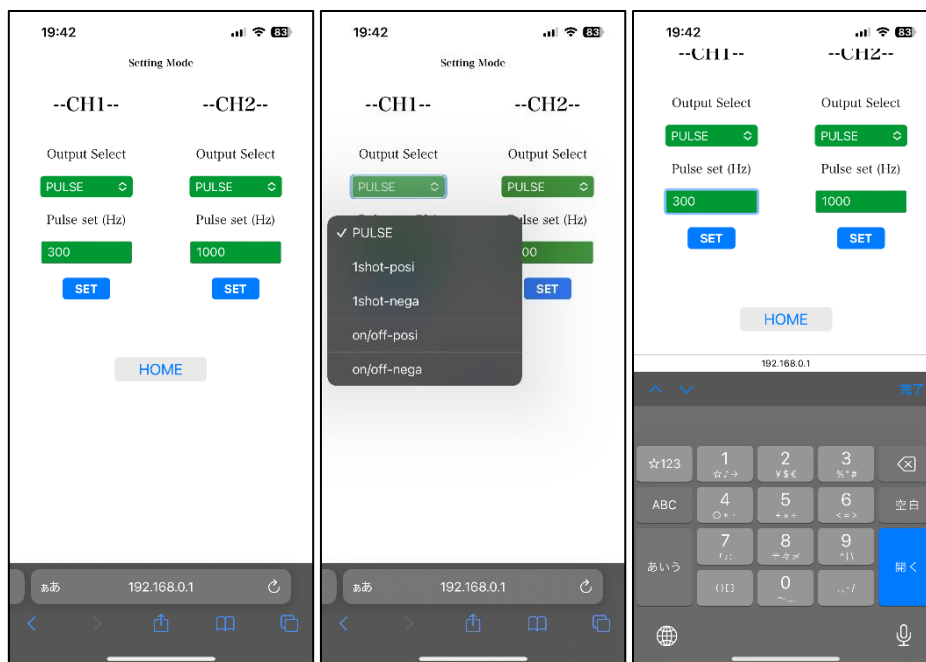 19:42
83
Setting Mode
--CH1-- --CH2--
Output Select Output Select
PULSE PULSE
Pulse set (Hz) Pulse set (Hz)
300 1000
SET SET
HOME
ぁあ 192.168.0.1
19:42
83
Setting Mode
--CH1-- --CH2--
Output Select Output Select
PULSE PULSE
ulse set (Hz)
✓ PULSE
00
1shot-posi
SET
1shot-nega
on/off-posi
on/off-nega
ぁあ 192.168.0.1
19:42
83
--CH1-- --CH2--
Output Select Output Select
PULSE PULSE
Pulse set (Hz) Pulse set (Hz)
300 1000
SET SET
HOME
192.168.0.1
完了
☆123 1 2 3
☆♪→ ¥$€ %°#
ABC 4 5 6 空白
○*・ +×÷ <=>
7 8 9
「」: 〒々〆 ^|\
あいう 開く
()[] 0 .,-/
~…